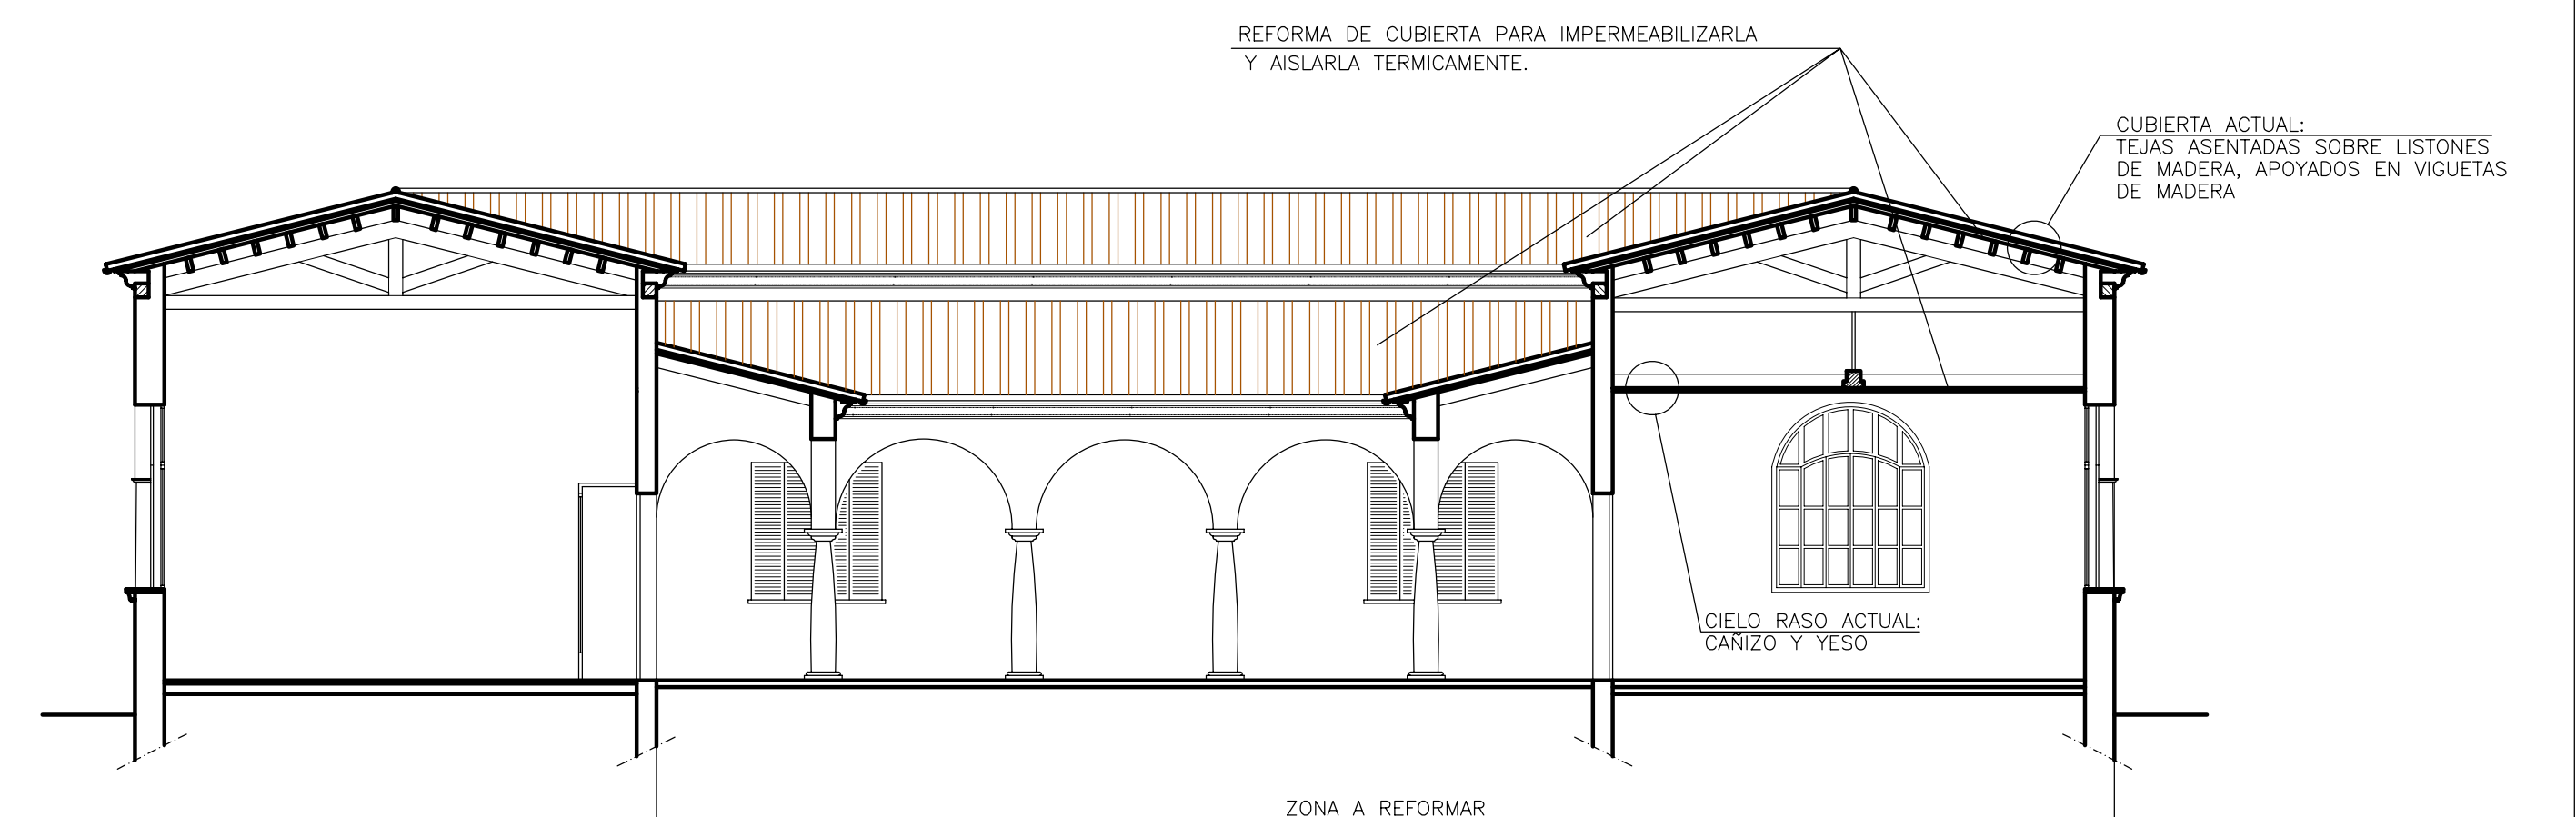 REFORMA DE CUBIERTA PARA IMPERMEABILIZARLA
Y AISLARLA TERMICAMENTE.
CUBIERTA ACTUAL:
TEJAS ASENTADAS SOBRE LISTONES
DE MADERA, APOYADOS EN VIGUETAS
DE MADERA
CIELO RASO ACTUAL:
CAÑIZO Y YESO
ZONA A REFORMAR